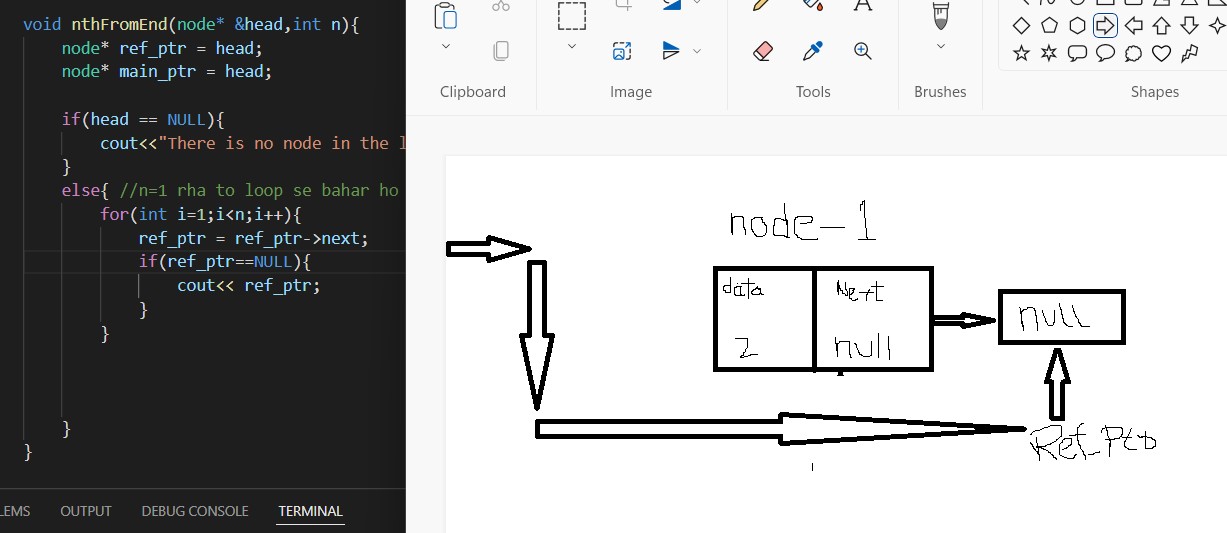 void nthFromEnd(node* &head,int n){
node* ref_ptr = head;
node* main_ptr = head;
if(head == NULL){
cout<<"There is no node in the
}
else{ //n=1 rha to loop se bahar ho
for(int i=1;i<n;i++){
ref_ptr = ref_ptr->next;
if(ref_ptr==NULL){
cout<< ref_ptr;
}
}
}
}
OUTPUT DEBUG CONSOLE TERMINAL
Clipboard Image Tools Brushes Shapes
node-1
data Next
2 null
null
Ref_Ptr